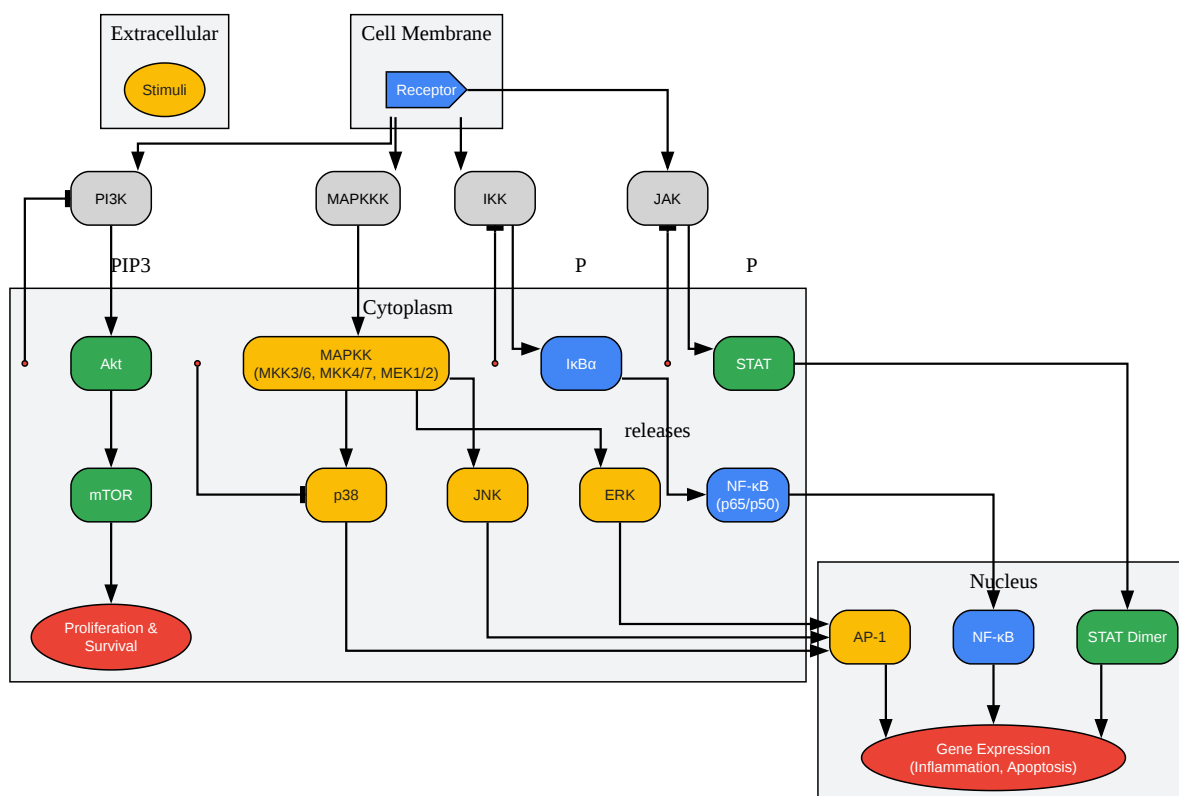 Extracellular
Cell Membrane
Stimuli
Receptor
PI3K
MAPKKK
IKK
JAK
PIP3
P
P
Cytoplasm
Akt
MAPKK
(MKK3/6, MKK4/7, MEK1/2)
IκBα
STAT
releases
mTOR
p38
JNK
ERK
NF-κB
(p65/p50)
Nucleus
Proliferation &
Survival
AP-1
NF-κB
STAT Dimer
Gene Expression
(Inflammation, Apoptosis)